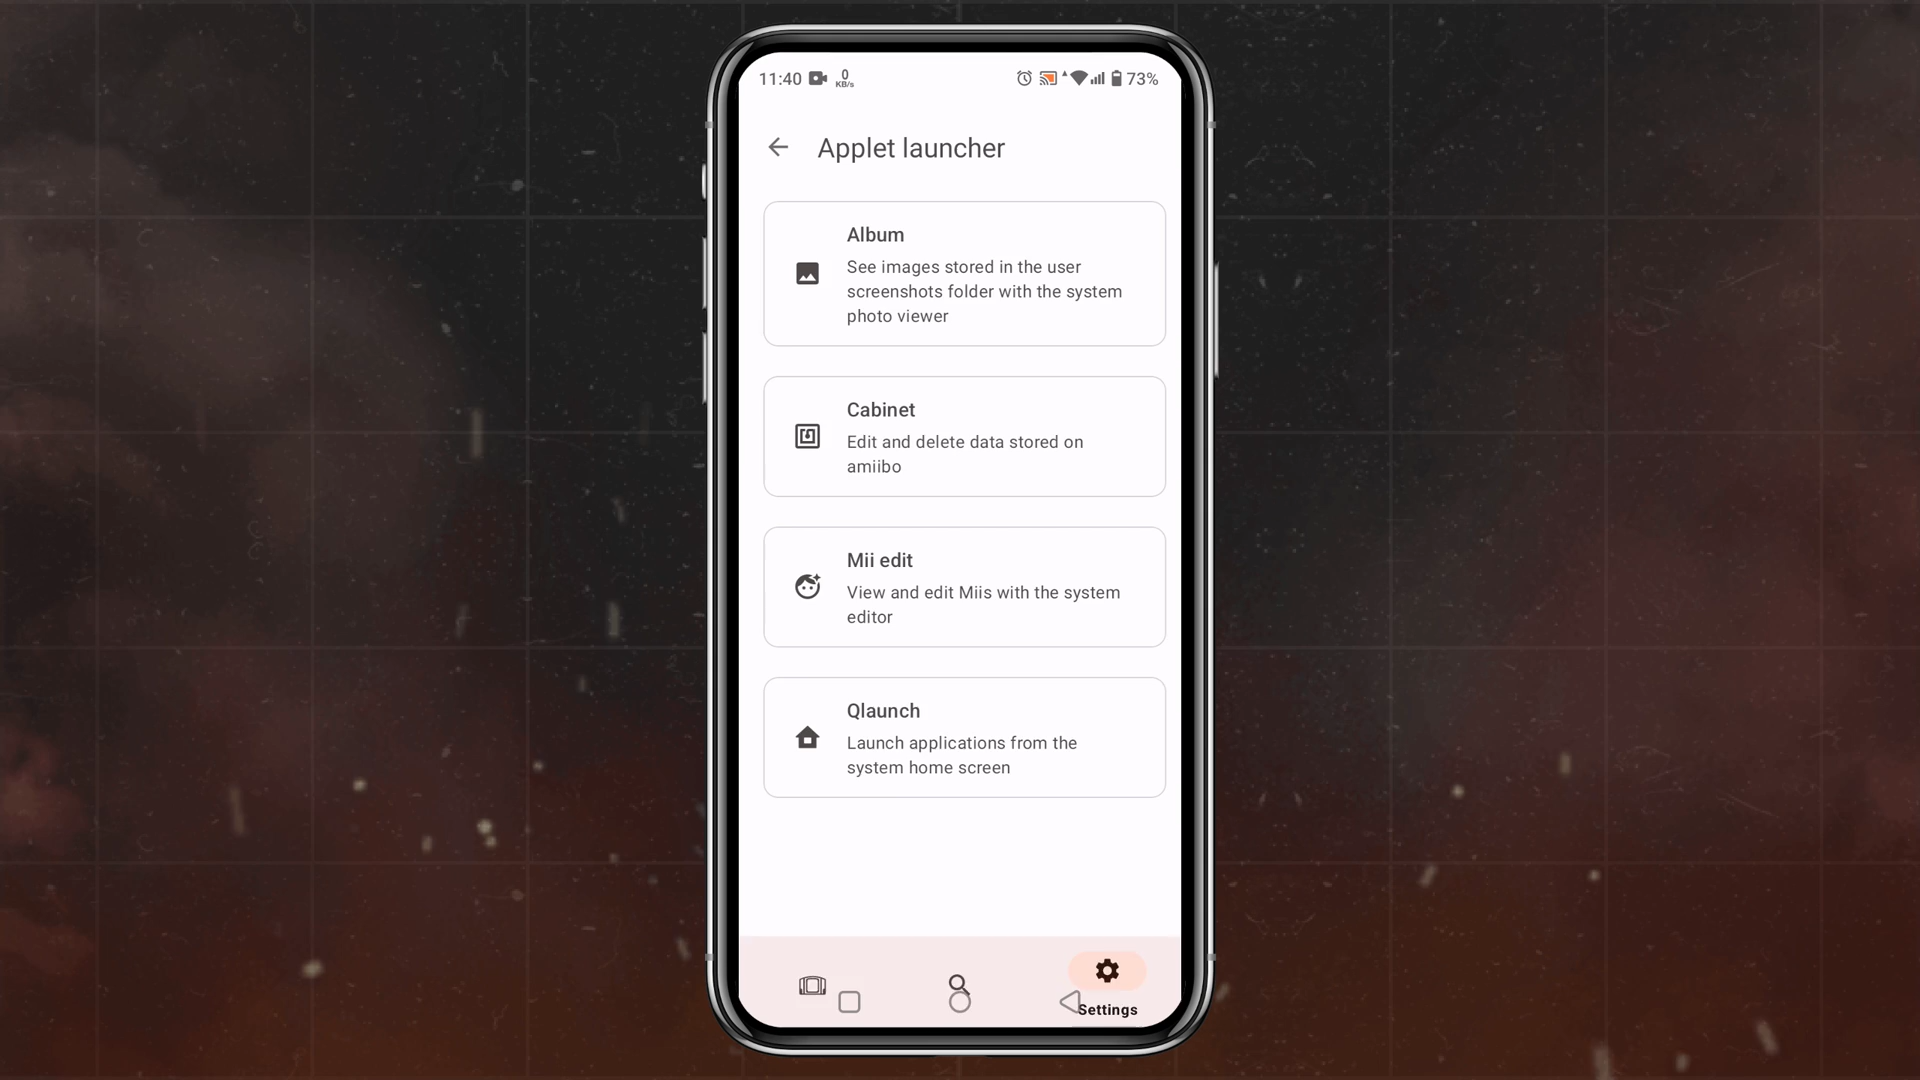 11:40 0 KB/s 73%
Applet launcher
Album
See images stored in the user
screenshots folder with the system
photo viewer
Cabinet
Edit and delete data stored on
amiibo
Mii edit
View and edit Miis with the system
editor
Qlaunch
Launch applications from the
system home screen
Settings